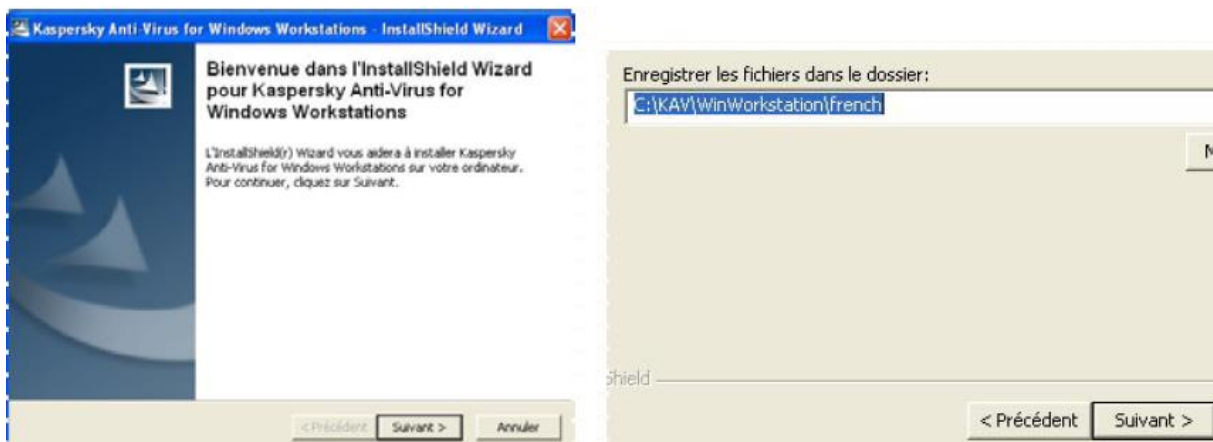 Kaspersky Anti-Virus for Windows Workstations - InstallShield Wizard
Bienvenue dans l'InstallShield Wizard
pour Kaspersky Anti-Virus for
Windows Workstations
L'InstallShield(r) Wizard vous aidera à installer Kaspersky
Anti-Virus for Windows Workstations sur votre ordinateur.
Pour continuer, cliquez sur Suivant.
< Précédent
Suivant >
Annuler
Enregistrer les fichiers dans le dossier:
C:\KAV\WinWorkstation\french
Shield
< Précédent
Suivant >